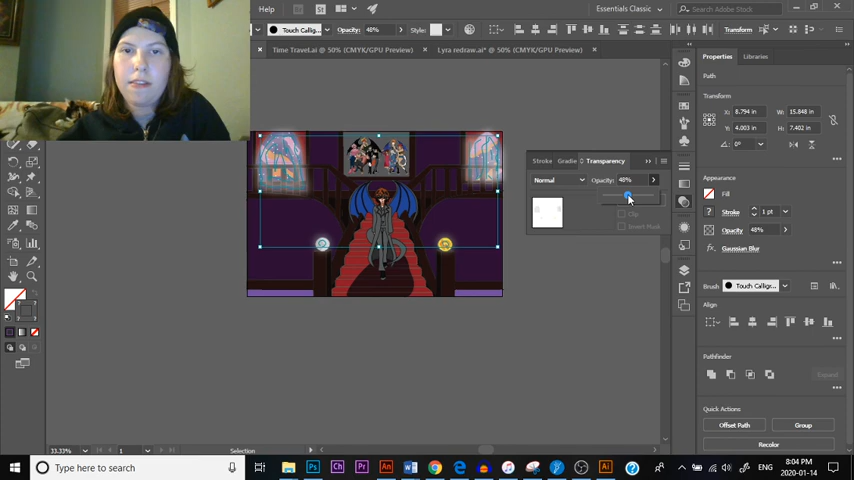 Help
Essentials Classic
Search Adobe Stock
Touch Callig...
Opacity: 48%
Style:
Transform
Time Travel.ai @ 50% (CMYK/GPU Preview)
Lyra redraw.ai* @ 50% (CMYK/GPU Preview)
Properties
Libraries
Path
Transform
X: 8.794 in
W: 15.848 in
Y: 4.003 in
H: 7.402 in
0°
Appearance
Fill
Stroke
1 pt
Opacity
48%
Gaussian Blur
Brush
Touch Calligr...
Align
Pathfinder
Expand
Quick Actions
Offset Path
Group
Recolor
Stroke
Gradie
Transparency
Normal
Opacity: 48%
Clip
Invert Mask
33.33%
1
Selection
Type here to search
ENG
8:04 PM
2020-01-14